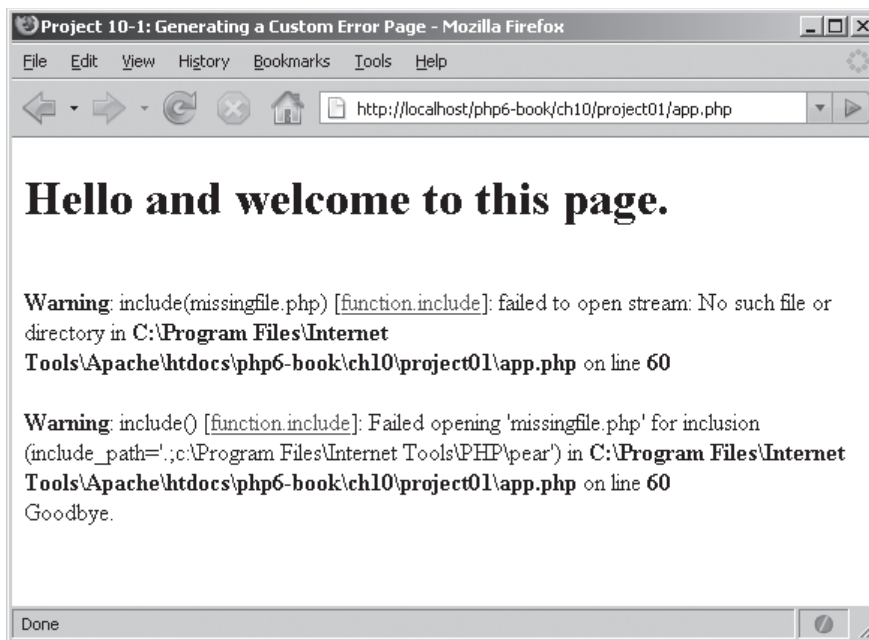 Project 10-1: Generating a Custom Error Page - Mozilla Firefox
File Edit View History Bookmarks Tools Help
http://localhost/php6-book/ch10/project01/app.php
Hello and welcome to this page.
Warning: include(missingfile.php) [function.include]: failed to open stream: No such file or
directory in C:\Program Files\Internet
Tools\Apache\htdocs\php6-book\ch10\project01\app.php on line 60
Warning: include() [function.include]: Failed opening 'missingfile.php' for inclusion
(include_path='.;c:\Program Files\Internet Tools\PHP\pear') in C:\Program Files\Internet
Tools\Apache\htdocs\php6-book\ch10\project01\app.php on line 60
Goodbye.
Done